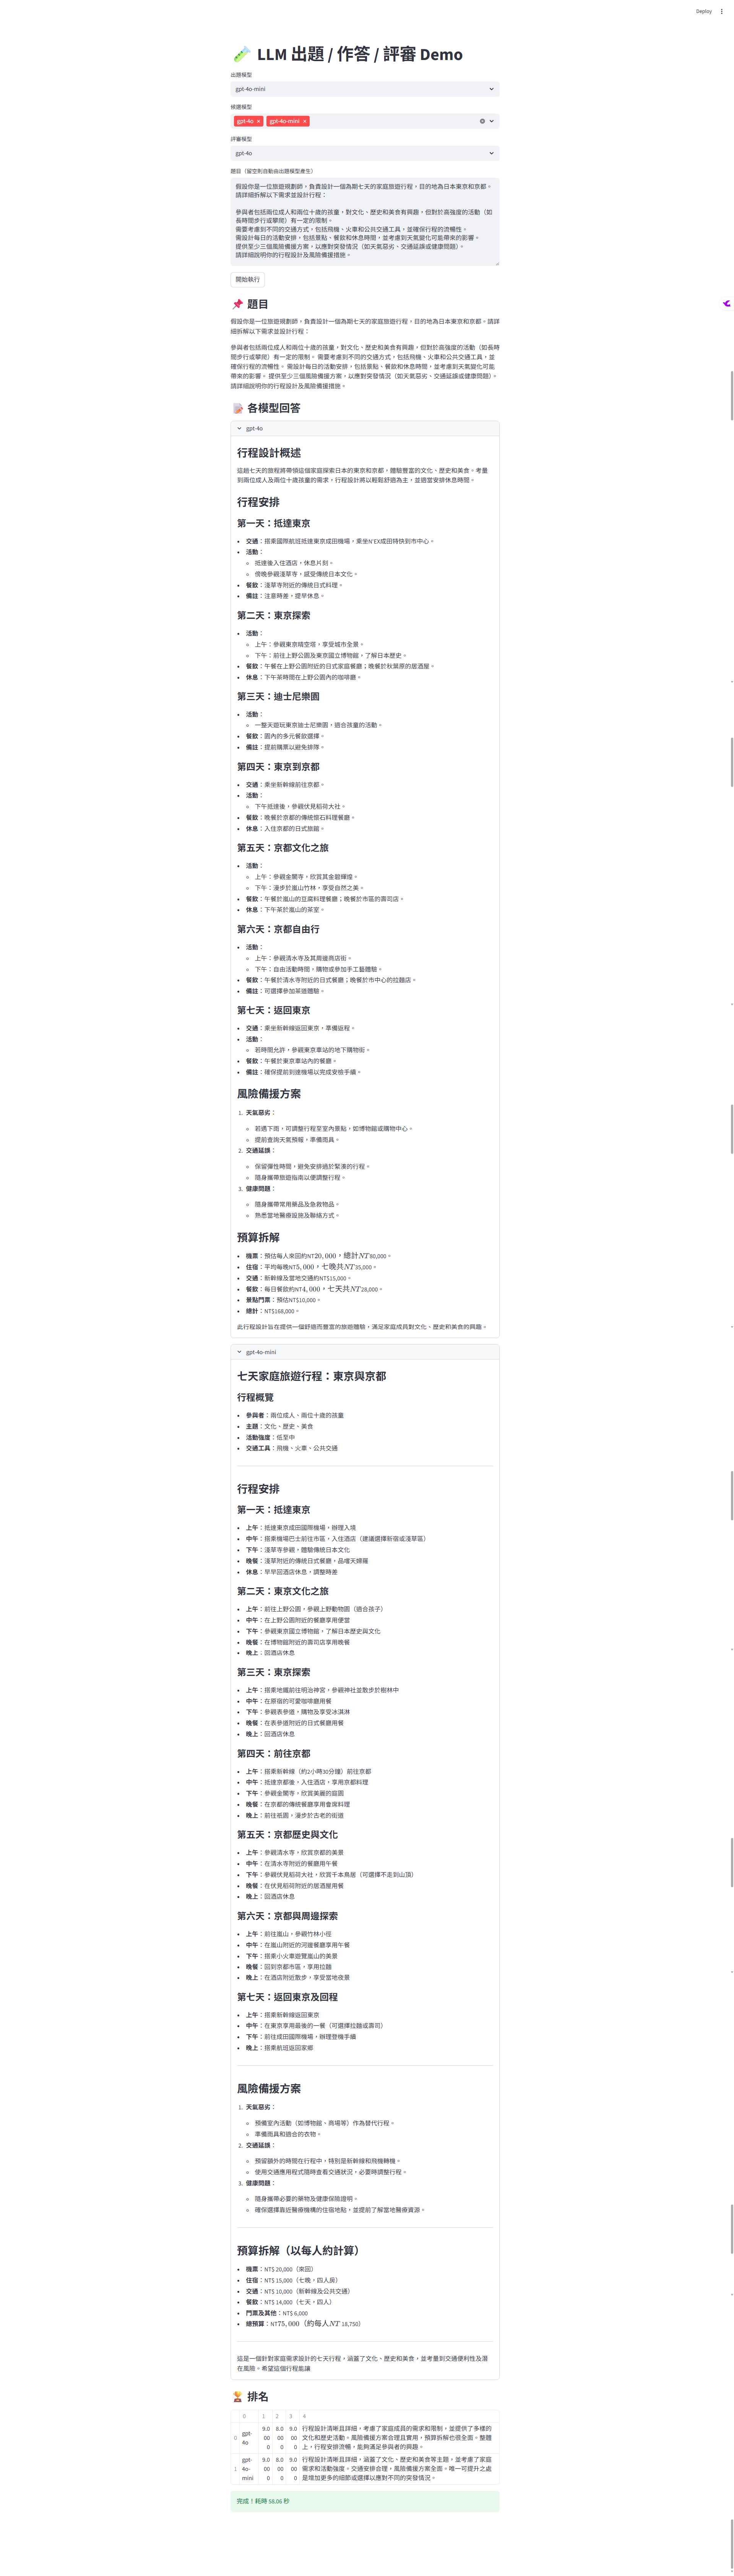 Deploy
LLM 出題 / 作答 / 評審 Demo
出題模型
gpt-4o-mini
候選模型
gpt-4o × gpt-4o-mini ×
評審模型
gpt-4o
題目（留空則自動由出題模型產生）
假設你是一位旅遊規劃師，負責設計一個為期七天的家庭旅遊行程，目的地為日本東京和京都。
請詳細拆解以下需求並設計行程：
參與者包括兩位成人和兩位十歲的孩童，對文化、歷史和美食有興趣，但對於高強度的活動（如
長時間步行或攀爬）有一定的限制。
需要考慮到不同的交通方式，包括飛機、火車和公共交通工具，並確保行程的流暢性。
需設計每日的活動安排，包括景點、餐飲和休息時間，並考慮到天氣變化可能帶來的影響。
提供至少三個風險備援方案，以應對突發情況（如天氣惡劣、交通延誤或健康問題）。
請詳細說明你的行程設計及風險備援措施。
開始執行
題目
假設你是一位旅遊規劃師，負責設計一個為期七天的家庭旅遊行程，目的地為日本東京和京都。請詳
細拆解以下需求並設計行程：
參與者包括兩位成人和兩位十歲的孩童，對文化、歷史和美食有興趣，但對於高強度的活動（如長時
間步行或攀爬）有一定的限制。 需要考慮到不同的交通方式，包括飛機、火車和公共交通工具，並
確保行程的流暢性。 需設計每日的活動安排，包括景點、餐飲和休息時間，並考慮到天氣變化可能
帶來的影響。 提供至少三個風險備援方案，以應對突發情況（如天氣惡劣、交通延誤或健康問題）。
請詳細說明你的行程設計及風險備援措施。
各模型回答
gpt-4o
行程設計概述
這趟七天的旅程將帶領這個家庭探索日本的東京和京都，體驗豐富的文化、歷史和美食。考量
到兩位成人及兩位十歲孩童的需求，行程設計將以輕鬆舒適為主，並適當安排休息時間。
行程安排
第一天：抵達東京
交通：搭乘國際航班抵達東京成田機場，乘坐N'EX成田特快到市中心。
活動：
抵達後入住酒店，休息片刻。
傍晚參觀淺草寺，感受傳統日本文化。
餐飲：淺草寺附近的傳統日式料理。
備註：注意時差，提早休息。
第二天：東京探索
活動：
上午：參觀東京晴空塔，享受城市全景。
下午：前往上野公園及東京國立博物館，了解日本歷史。
餐飲：午餐在上野公園附近的日式家庭餐廳；晚餐於秋葉原的居酒屋。
休息：下午茶時間在上野公園內的咖啡廳。
第三天：迪士尼樂園
活動：
一整天遊玩東京迪士尼樂園，適合孩童的活動。
餐飲：園內的多元餐飲選擇。
備註：提前購票以避免排隊。
第四天：東京到京都
交通：乘坐新幹線前往京都。
活動：
下午抵達後，參觀伏見稻荷大社。
餐飲：晚餐於京都的傳統懷石料理餐廳。
休息：入住京都的日式旅館。
第五天：京都文化之旅
活動：
上午：參觀金閣寺，欣賞其金碧輝煌。
下午：漫步於嵐山竹林，享受自然之美。
餐飲：午餐於嵐山的豆腐料理餐廳；晚餐於市區的壽司店。
休息：下午茶於嵐山的茶室。
第六天：京都自由行
活動：
上午：參觀清水寺及其周邊商店街。
下午：自由活動時間，購物或參加手工藝體驗。
餐飲：午餐於清水寺附近的日式餐廳；晚餐於市中心的拉麵店。
備註：可選擇參加茶道體驗。
第七天：返回東京
交通：乘坐新幹線返回東京，準備返程。
活動：
若時間允許，參觀東京車站的地下購物街。
餐飲：午餐於東京車站內的餐廳。
備註：確保提前到達機場以完成安檢手續。
風險備援方案
1. 天氣惡劣：
若遇下雨，可調整行程至室內景點，如博物館或購物中心。
提前查詢天氣預報，準備雨具。
2. 交通延誤：
保留彈性時間，避免安排過於緊湊的行程。
隨身攜帶旅遊指南以便調整行程。
3. 健康問題：
隨身攜帶常用藥品及急救物品。
熟悉當地醫療設施及聯絡方式。
預算拆解
機票：預估每人來回約NT20,000，總計NT80,000。
住宿：平均每晚NT5,000，七晚共NT35,000。
交通：新幹線及當地交通約NT$15,000。
餐飲：每日餐飲約NT4,000，七天共NT28,000。
景點門票：預估NT$10,000。
總計：NT$168,000。
此行程設計旨在提供一個舒適而豐富的旅遊體驗，滿足家庭成員對文化、歷史和美食的興趣。
gpt-4o-mini
七天家庭旅遊行程：東京與京都
行程概覽
參與者：兩位成人、兩位十歲的孩童
主題：文化、歷史、美食
活動強度：低至中
交通工具：飛機、火車、公共交通
行程安排
第一天：抵達東京
上午：抵達東京成田國際機場，辦理入境
中午：搭乘機場巴士前往市區，入住酒店（建議選擇新宿或淺草區）
下午：淺草寺參觀，體驗傳統日本文化
晚餐：淺草附近的傳統日式餐廳，品嚐天婦羅
休息：早早回酒店休息，調整時差
第二天：東京文化之旅
上午：前往上野公園，參觀上野動物園（適合孩子）
中午：在上野公園附近的餐廳享用便當
下午：參觀東京國立博物館，了解日本歷史與文化
晚餐：在博物館附近的壽司店享用晚餐
晚上：回酒店休息
第三天：東京探索
上午：搭乘地鐵前往明治神宮，參觀神社並散步於樹林中
中午：在原宿的可愛咖啡廳用餐
下午：參觀表參道，購物及享受冰淇淋
晚餐：在表參道附近的日式餐廳用餐
晚上：回酒店休息
第四天：前往京都
上午：搭乘新幹線（約2小時30分鐘）前往京都
中午：抵達京都後，入住酒店，享用京都料理
下午：參觀金閣寺，欣賞美麗的庭園
晚餐：在京都的傳統餐廳享用會席料理
晚上：前往祇園，漫步於古老的街道
第五天：京都歷史與文化
上午：參觀清水寺，欣賞京都的美景
中午：在清水寺附近的餐廳用午餐
下午：參觀伏見稻荷大社，欣賞千本鳥居（可選擇不走到山頂）
晚餐：在伏見稻荷附近的居酒屋用餐
晚上：回酒店休息
第六天：京都與周邊探索
上午：前往嵐山，參觀竹林小徑
中午：在嵐山附近的河邊餐廳享用午餐
下午：搭乘小火車遊覽嵐山的美景
晚餐：回到京都市區，享用拉麵
晚上：在酒店附近散步，享受當地夜景
第七天：返回東京及回程
上午：搭乘新幹線返回東京
中午：在東京享用最後的一餐（可選擇拉麵或壽司）
下午：前往成田國際機場，辦理登機手續
晚上：搭乘航班返回家鄉
風險備援方案
1. 天氣惡劣：
預備室內活動（如博物館、商場等）作為替代行程。
準備雨具和適合的衣物。
2. 交通延誤：
預留額外的時間在行程中，特別是新幹線和飛機轉機。
使用交通應用程式隨時查看交通狀況，必要時調整行程。
3. 健康問題：
隨身攜帶必要的藥物及健康保險證明。
確保選擇靠近醫療機構的住宿地點，並提前了解當地醫療資源。
預算拆解（以每人約計算）
機票：NT$ 20,000（來回）
住宿：NT$ 15,000（七晚，四人房）
交通：NT$ 10,000（新幹線及公共交通）
餐飲：NT$ 14,000（七天，四人）
門票及其他：NT$ 6,000
總預算：NT75,000（約每人NT 18,750）
這是一個針對家庭需求設計的七天行程，涵蓋了文化、歷史和美食，並考量到交通便利性及潛
在風險。希望這個行程能讓
排名
0 1 2 3 4
0 gpt-4o 9.0000 8.0000 9.0000 行程設計清晰且詳細，考慮了家庭成員的需求和限制，並提供了多樣的
文化和歷史活動。風險備援方案合理且實用，預算拆解也很全面。整體
上，行程安排流暢，能夠滿足參與者的興趣。
1 gpt-4o-mini 9.0000 8.0000 9.0000 行程設計清晰且詳細，涵蓋了文化、歷史和美食等主題，並考慮了家庭
需求和活動強度。交通安排合理，風險備援方案全面。唯一可提升之處
是增加更多的細節或選擇以應對不同的突發情況。
完成！耗時 58.06 秒